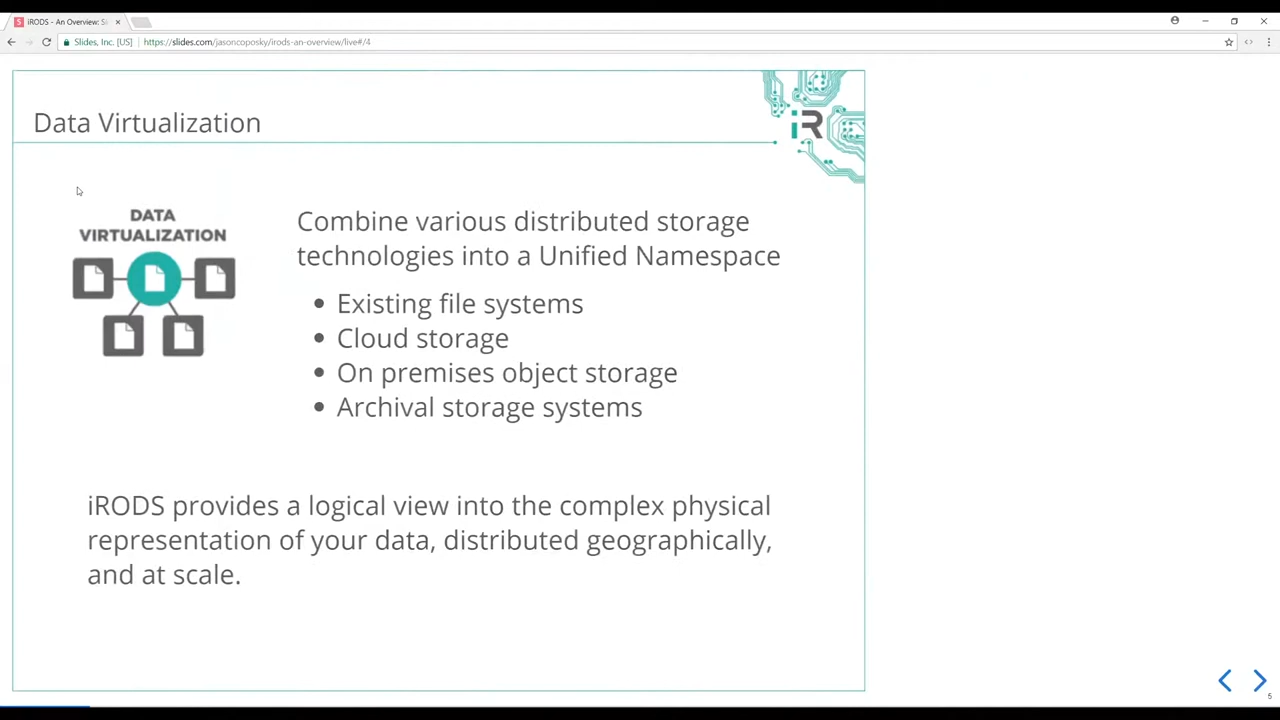 iRODS - An Overview: Sl
Slides, Inc. [US]
https://slides.com/jasoncoposky/irods-an-overview/live#/4
Data Virtualization
iR
DATA
VIRTUALIZATION
Combine various distributed storage
technologies into a Unified Namespace
• Existing file systems
• Cloud storage
• On premises object storage
• Archival storage systems
iRODS provides a logical view into the complex physical
representation of your data, distributed geographically,
and at scale.
5